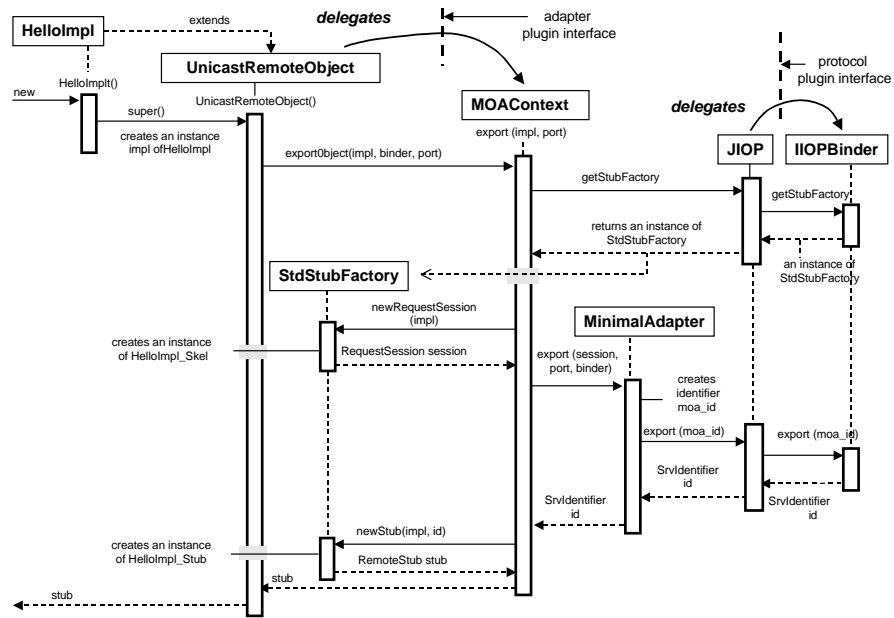 HelloImpl
extends
delegates
adapter
plugin interface
UnicastRemoteObject
protocol
plugin interface
HelloImplt()
new
UnicastRemoteObject()
MOAContext
delegates
super()
creates an instance
impl ofHelloImpl
export (impl, port)
JIOP
IIOPBinder
export0bject(impl, binder, port)
getStubFactory
getStubFactory
returns an instance of
StdStubFactory
an instance of
StdStubFactory
StdStubFactory
newRequestSession
(impl)
MinimalAdapter
creates an instance
of HelloImpl_Skel
RequestSession session
export (session,
port, binder)
creates
identifier
moa_id
export (moa_id)
export (moa_id)
SrvIdentifier
id
SrvIdentifier
id
SrvIdentifier
id
newStub(impl, id)
creates an instance
of HelloImpl_Stub
RemoteStub stub
stub
stub